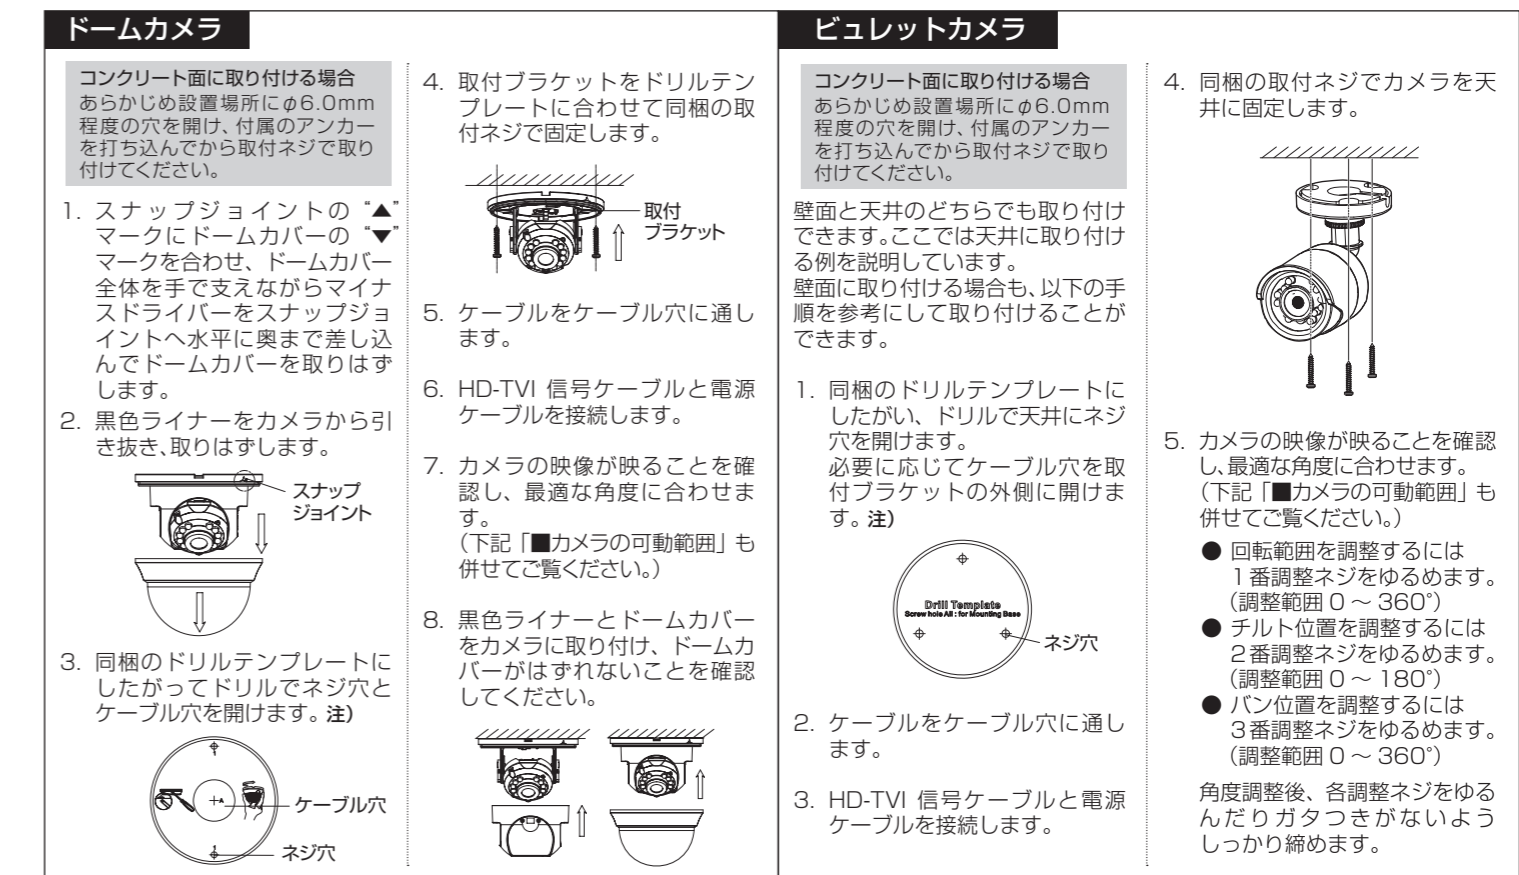 ドームカメラ
コンクリート面に取り付ける場合
あらかじめ設置場所にφ6.0mm
程度の穴を開け、付属のアンカー
を打ち込んでから取付ネジで取り
付けてください。
1. スナップジョイントの “▲”
マークにドームカバーの “▼”
マークを合わせ、ドームカバー
全体を手で支えながらマイナ
スドライバーをスナップジョ
イントへ水平に奥まで差し込
んでドームカバーを取りはず
します。
2. 黒色ライナーをカメラから引
き抜き、取りはずします。
スナップ
ジョイント
3. 同梱のドリルテンプレートに
したがってドリルでネジ穴と
ケーブル穴を開けます。注）
ケーブル穴
ネジ穴
4. 取付ブラケットをドリルテン
プレートに合わせて同梱の取
付ネジで固定します。
取付
ブラケット
5. ケーブルをケーブル穴に通し
ます。
6. HD-TVI 信号ケーブルと電源
ケーブルを接続します。
7. カメラの映像が映ることを確
認し、最適な角度に合わせま
す。
（下記「■カメラの可動範囲」も
併せてご覧ください。）
8. 黒色ライナーとドームカバー
をカメラに取り付け、ドームカ
バーがはずれないことを確認
してください。
ビュレットカメラ
コンクリート面に取り付ける場合
あらかじめ設置場所にφ6.0mm
程度の穴を開け、付属のアンカー
を打ち込んでから取付ネジで取り
付けてください。
壁面と天井のどちらでも取り付け
できます。ここでは天井に取り付け
る例を説明しています。
壁面に取り付ける場合も、以下の手
順を参考にして取り付けることが
できます。
1. 同梱のドリルテンプレートに
したがい、ドリルで天井にネジ
穴を開けます。
必要に応じてケーブル穴を取
付ブラケットの外側に開けま
す。注）
Drill Template
Screw hole All : for Mounting Base
ネジ穴
2. ケーブルをケーブル穴に通し
ます。
3. HD-TVI 信号ケーブルと電源
ケーブルを接続します。
4. 同梱の取付ネジでカメラを天
井に固定します。
5. カメラの映像が映ることを確認
し、最適な角度に合わせます。
（下記「■カメラの可動範囲」も
併せてご覧ください。）
● 回転範囲を調整するには
1番調整ネジをゆるめます。
（調整範囲 0 ～ 360°）
● チルト位置を調整するには
2番調整ネジをゆるめます。
（調整範囲 0 ～ 180°）
● パン位置を調整するには
3番調整ネジをゆるめます。
（調整範囲 0 ～ 360°）
角度調整後、各調整ネジをゆる
んだりガタつきがないよう
しっかり締めます。